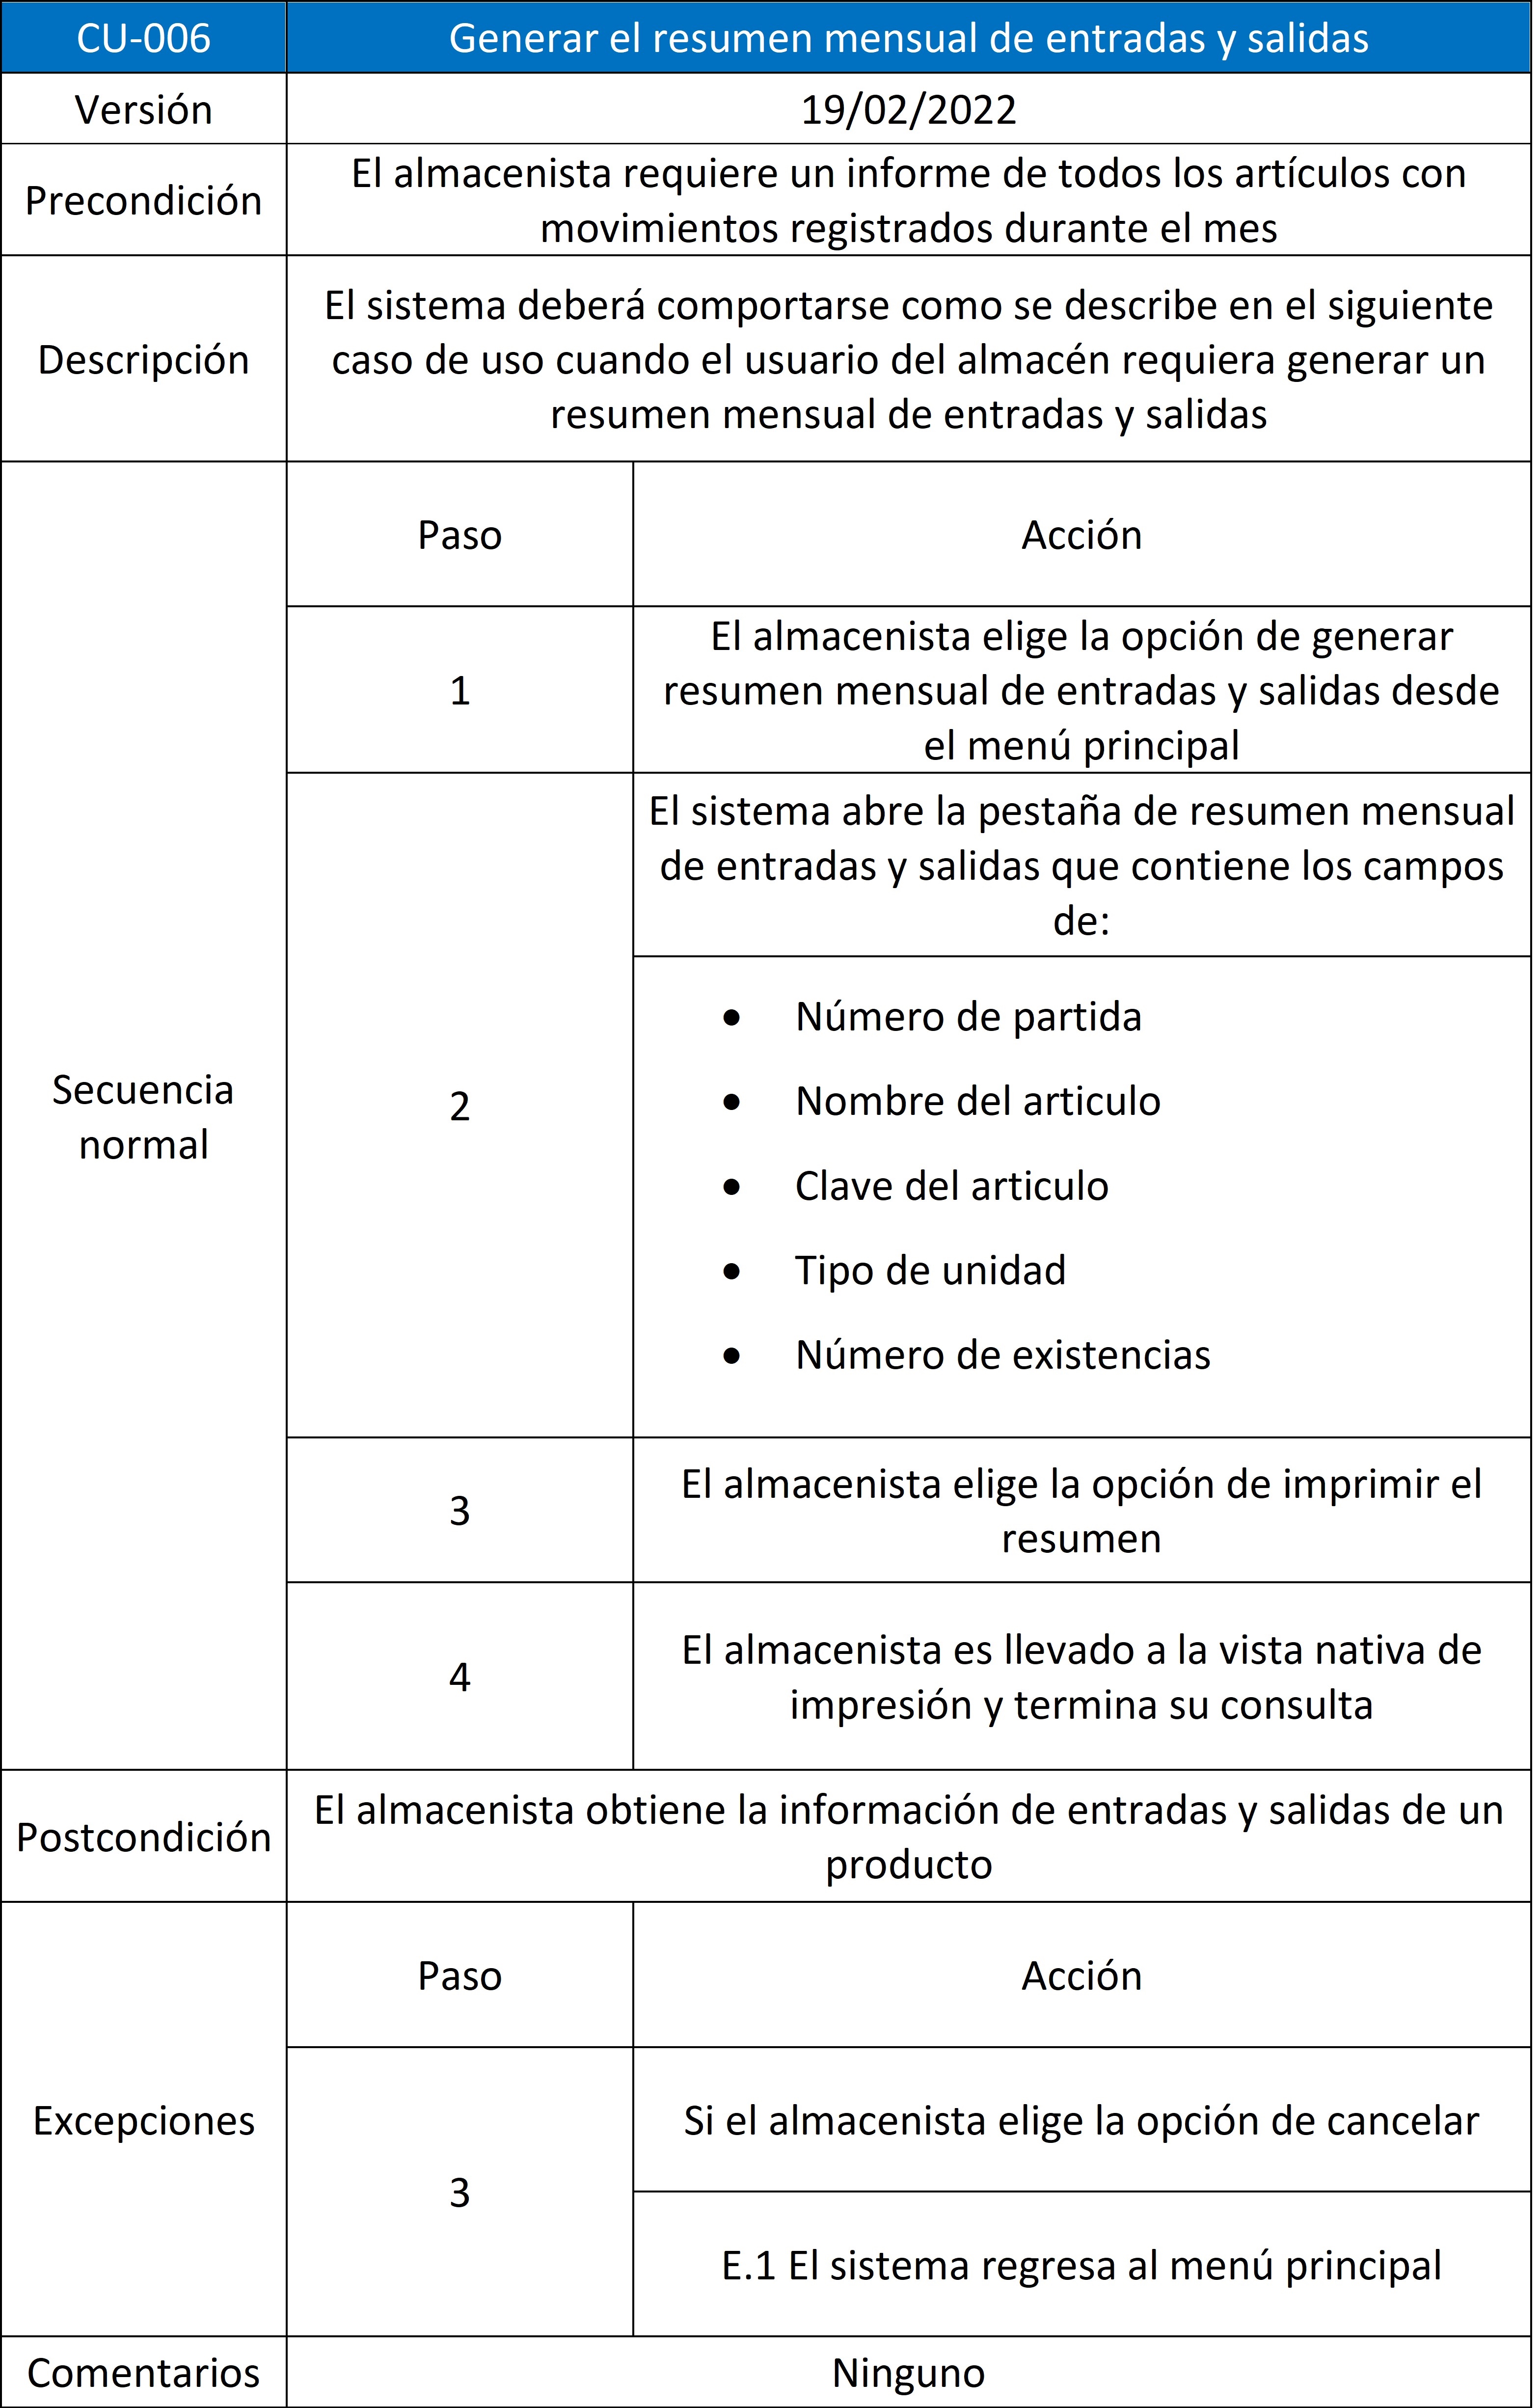 CU-006
Generar el resumen mensual de entradas y salidas
Versión
19/02/2022
Precondición
El almacenista requiere un informe de todos los artículos con
movimientos registrados durante el mes
Descripción
El sistema deberá comportarse como se describe en el siguiente
caso de uso cuando el usuario del almacén requiera generar un
resumen mensual de entradas y salidas
Secuencia
normal
Paso
Acción
1
El almacenista elige la opción de generar
resumen mensual de entradas y salidas desde
el menú principal
2
El sistema abre la pestaña de resumen mensual
de entradas y salidas que contiene los campos
de:
• Número de partida
• Nombre del articulo
• Clave del articulo
• Tipo de unidad
• Número de existencias
3
El almacenista elige la opción de imprimir el
resumen
4
El almacenista es llevado a la vista nativa de
impresión y termina su consulta
Postcondición
El almacenista obtiene la información de entradas y salidas de un
producto
Excepciones
Paso
Acción
3
Si el almacenista elige la opción de cancelar
E.1 El sistema regresa al menú principal
Comentarios
Ninguno